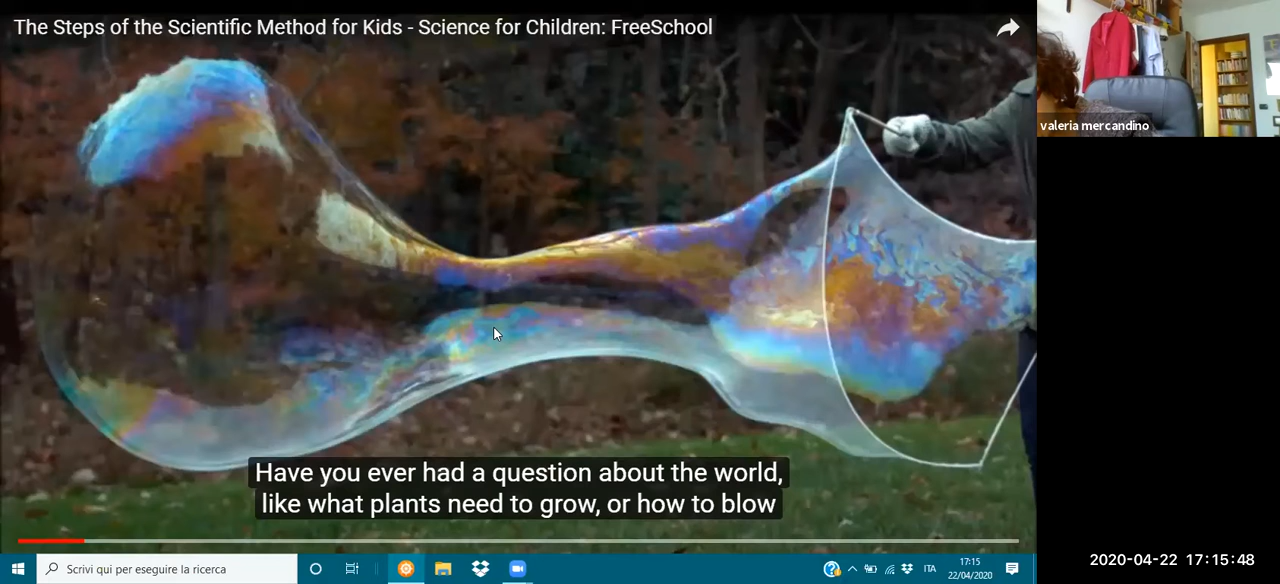 The Steps of the Scientific Method for Kids - Science for Children: FreeSchool
valeria mercandino
Have you ever had a question about the world,
like what plants need to grow, or how to blow
Scrivi qui per eseguire la ricerca
ITA
17:15
22/04/2020
2020-04-22 17:15:48